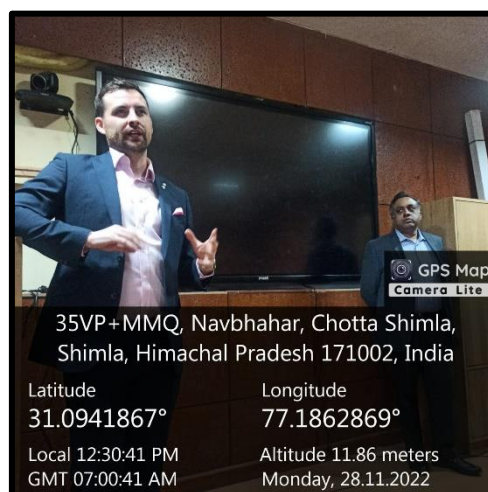 GPS Map
Camera Lite
35VP+MMQ, Navbhahar, Chotta Shimla,
Shimla, Himachal Pradesh 171002, India
Latitude
31.0941867°
Longitude
77.1862869°
Local 12:30:41 PM
GMT 07:00:41 AM
Altitude 11.86 meters
Monday, 28.11.2022